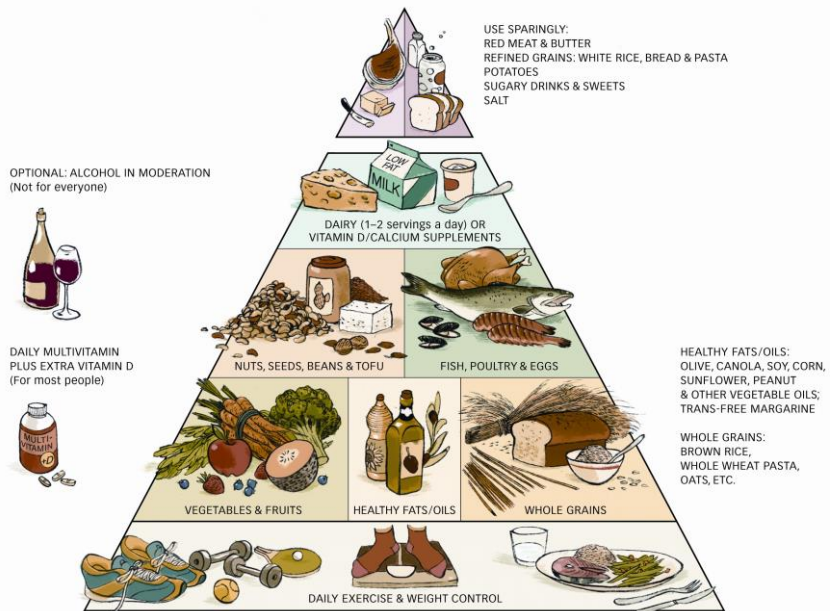 USE SPARINGLY:
RED MEAT & BUTTER
REFINED GRAINS: WHITE RICE, BREAD & PASTA
POTATOES
SUGARY DRINKS & SWEETS
SALT
OPTIONAL: ALCOHOL IN MODERATION
(Not for everyone)
LOW
FAT
MILK
DAIRY (1–2 servings a day) OR
VITAMIN D/CALCIUM SUPPLEMENTS
NUTS, SEEDS, BEANS & TOFU
FISH, POULTRY & EGGS
DAILY MULTIVITAMIN
PLUS EXTRA VITAMIN D
(For most people)
MULTI-
VITAMIN
+D
HEALTHY FATS/OILS:
OLIVE, CANOLA, SOY, CORN,
SUNFLOWER, PEANUT
& OTHER VEGETABLE OILS;
TRANS-FREE MARGARINE
WHOLE GRAINS:
BROWN RICE,
WHOLE WHEAT PASTA,
OATS, ETC.
VEGETABLES & FRUITS
HEALTHY FATS/OILS
WHOLE GRAINS
DAILY EXERCISE & WEIGHT CONTROL